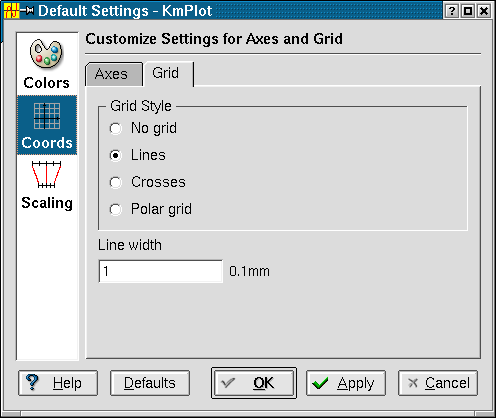 Default Settings - KmPlot
Customize Settings for Axes and Grid
Colors
Coords
Scaling
Axes
Grid
Grid Style
No grid
Lines
Crosses
Polar grid
Line width
1
0.1mm
Help
Defaults
OK
Apply
Cancel